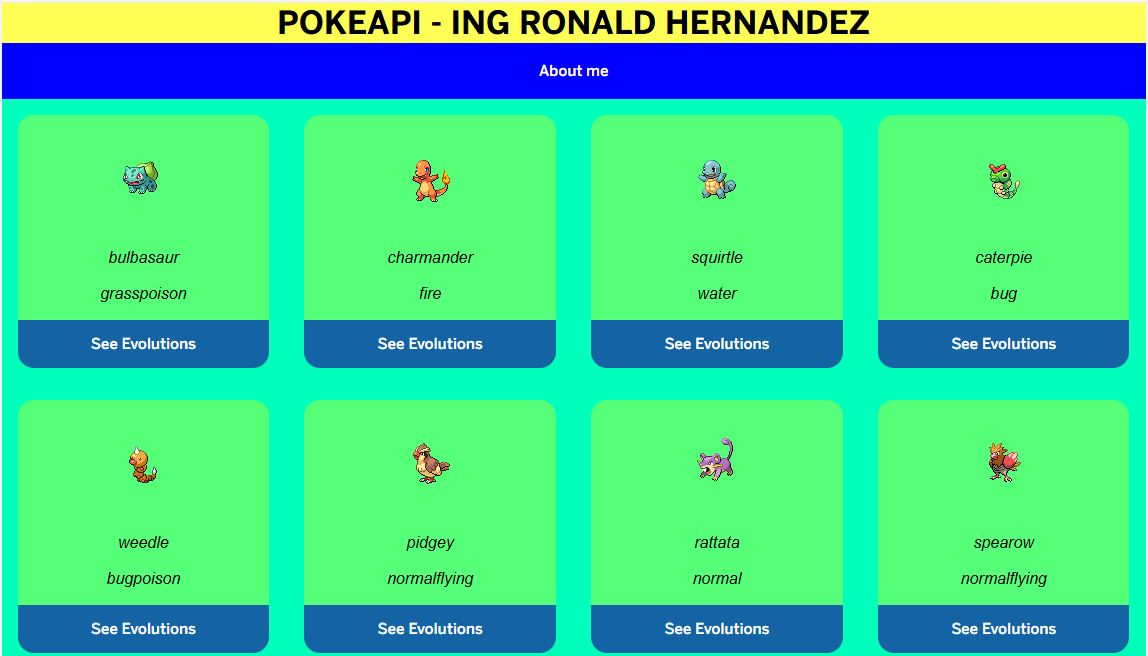 POKEAPI - ING RONALD HERNANDEZ
About me
bulbasaur
grasspoison
See Evolutions
charmander
fire
See Evolutions
squirtle
water
See Evolutions
caterpie
bug
See Evolutions
weedle
bugpoison
See Evolutions
pidgey
normalflying
See Evolutions
rattata
normal
See Evolutions
spearow
normalflying
See Evolutions